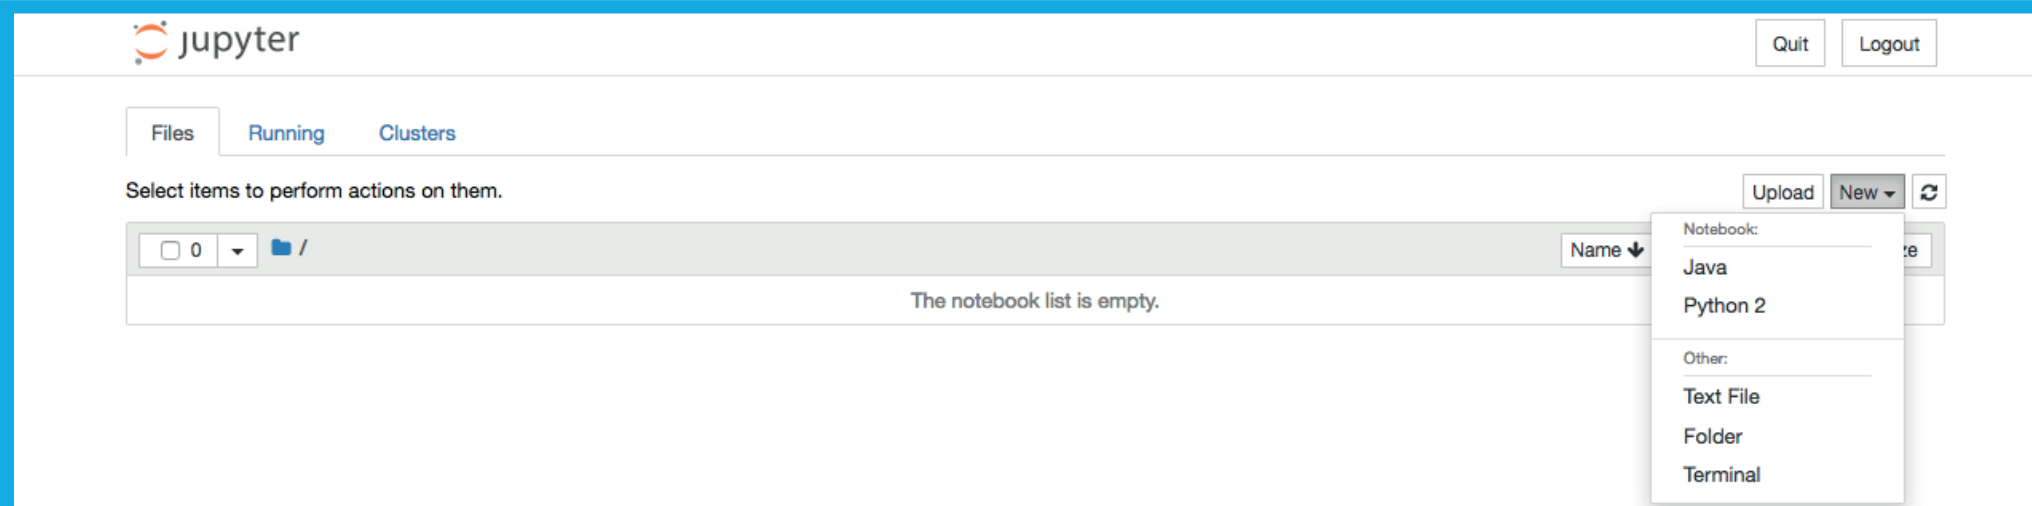 jupyter
Quit Logout
Files Running Clusters
Select items to perform actions on them.
Upload New
0 /
Name
The notebook list is empty.
Notebook:
Java
Python 2
Other:
Text File
Folder
Terminal